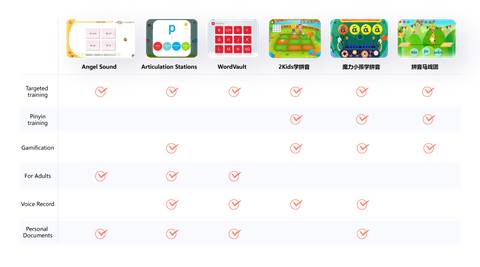 p
Angel Sound
Articulation Stations
WordVault
2Kids学拼音
魔力小孩学拼音
拼音马戏团
Targeted
training
Pinyin
training
Gamification
For Adults
Voice Record
Personal
Documents